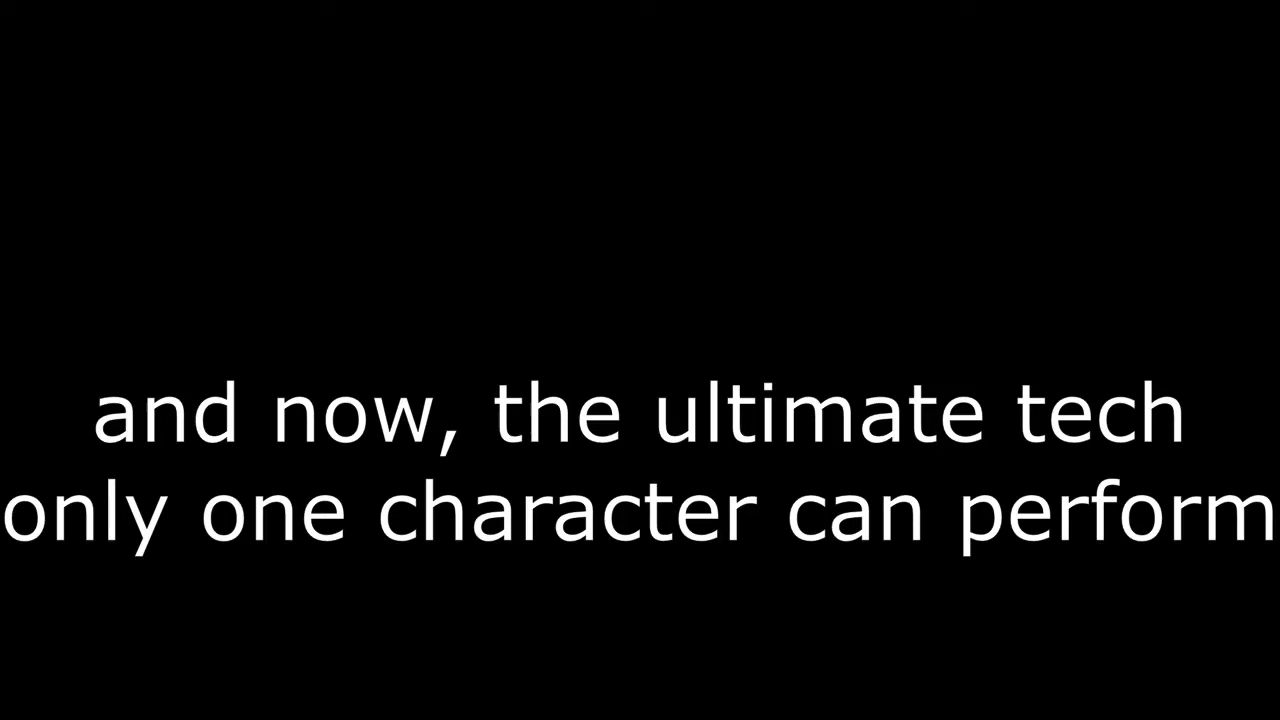 and now, the ultimate tech
only one character can perform